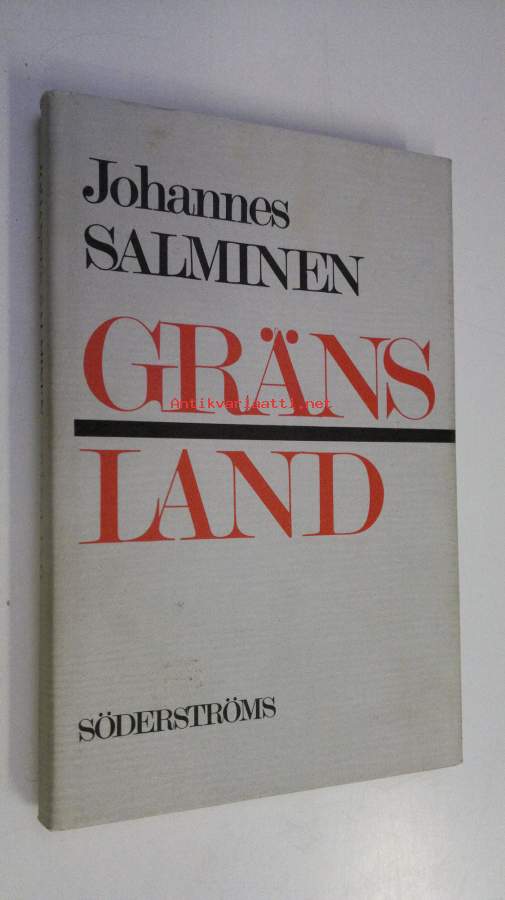 Johannes
SALMINEN
GRÄNS
Antikvariaatti.net
LAND
SÖDERSTRÖMS